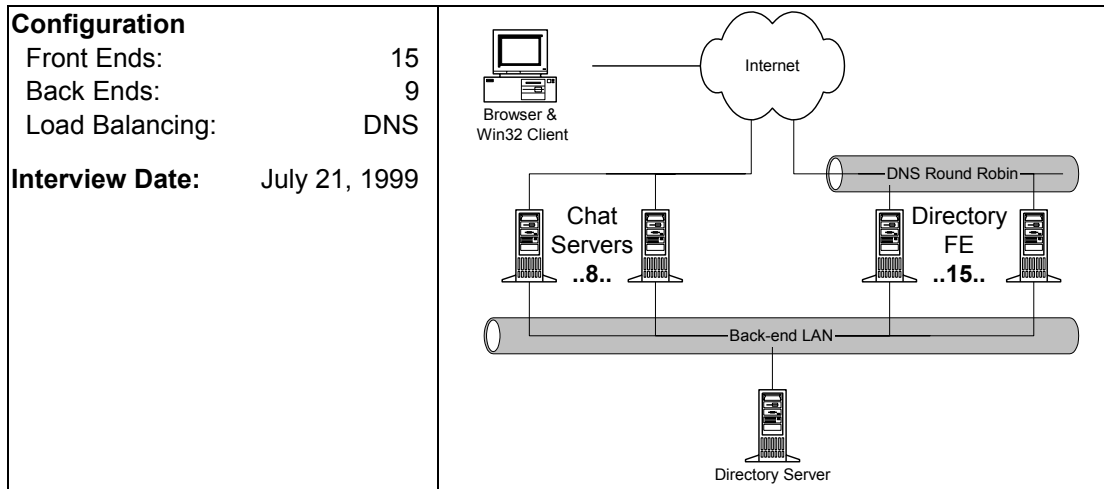 Configuration
Front Ends: 15
Back Ends: 9
Load Balancing: DNS
Interview Date: July 21, 1999
Internet
Browser &
Win32 Client
DNS Round Robin
Chat
Servers
..8..
Directory
FE
..15..
Back-end LAN
Directory Server